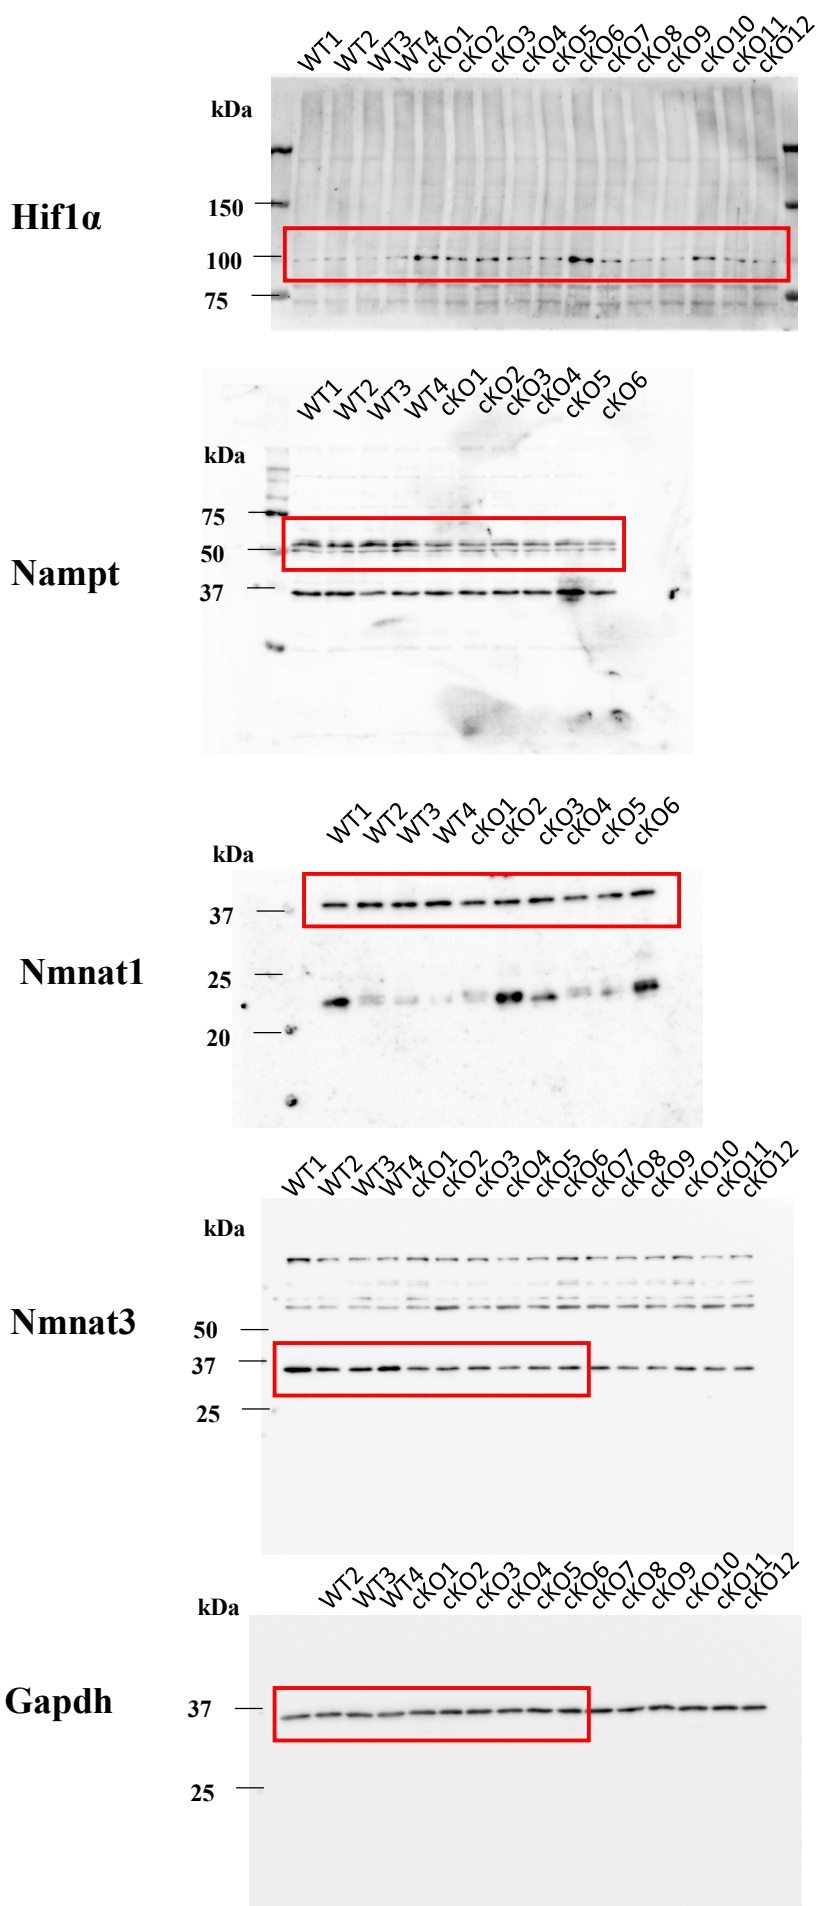 WT1 WT2 WT3 WT4 cKO1 cKO2 cKO3 cKO4 cKO5 cKO6 cKO7 cKO8 cKO9 cKO10 cKO11 cKO12
kDa
Hif1α
150
100
75
WT1 WT2 WT3 WT4 cKO1 cKO2 cKO3 cKO4 cKO5 cKO6
kDa
75
50
Nampt
37
WT1 WT2 WT3 WT4 cKO1 cKO2 cKO3 cKO4 cKO5 cKO6
kDa
37
Nmnat1
25
20
WT1 WT2 WT3 WT4 cKO1 cKO2 cKO3 cKO4 cKO5 cKO6 cKO7 cKO8 cKO9 cKO10 cKO11 cKO12
kDa
Nmnat3
50
37
25
WT2 WT3 WT4 cKO1 cKO2 cKO3 cKO4 cKO5 cKO6 cKO7 cKO8 cKO9 cKO10 cKO11 cKO12
kDa
Gapdh
37
25